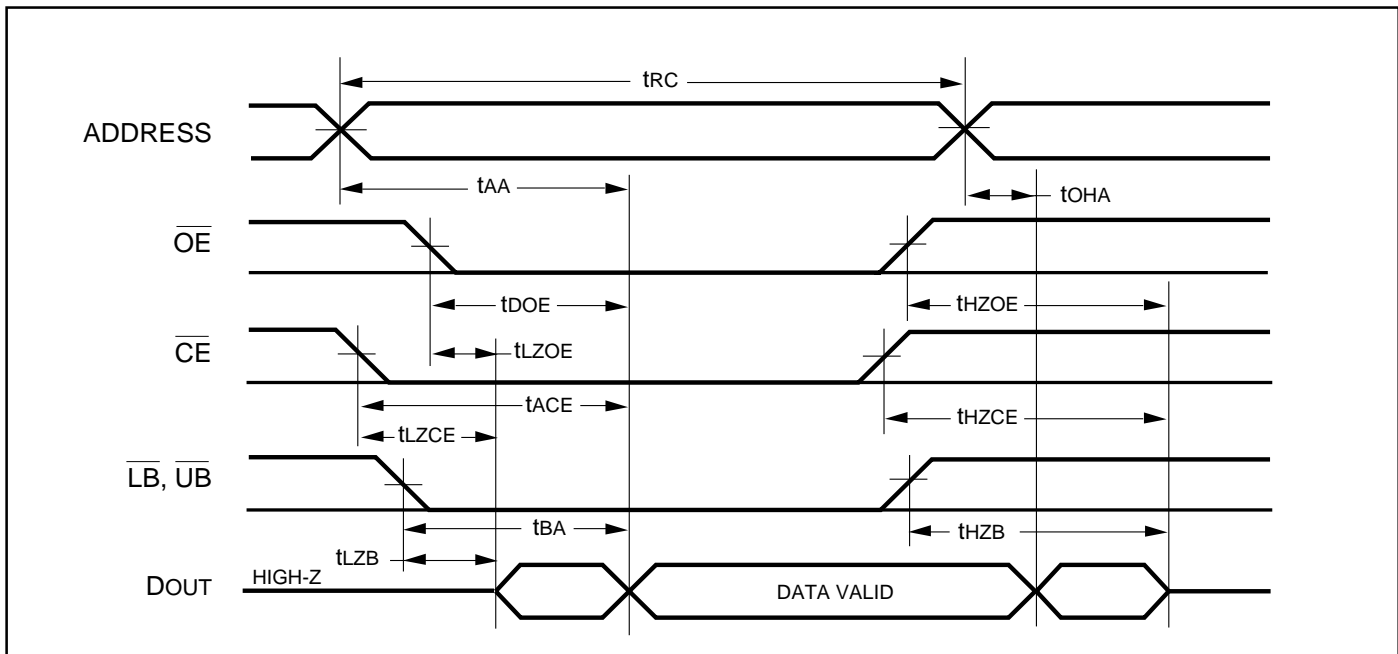 tRC
ADDRESS
tAA
tOHA
OE
tDOE
tHZOE
CE
tLZOE
tACE
tHZCE
tLZCE
LB, UB
tBA
tHZB
tLZB
DOUT
HIGH-Z
DATA VALID